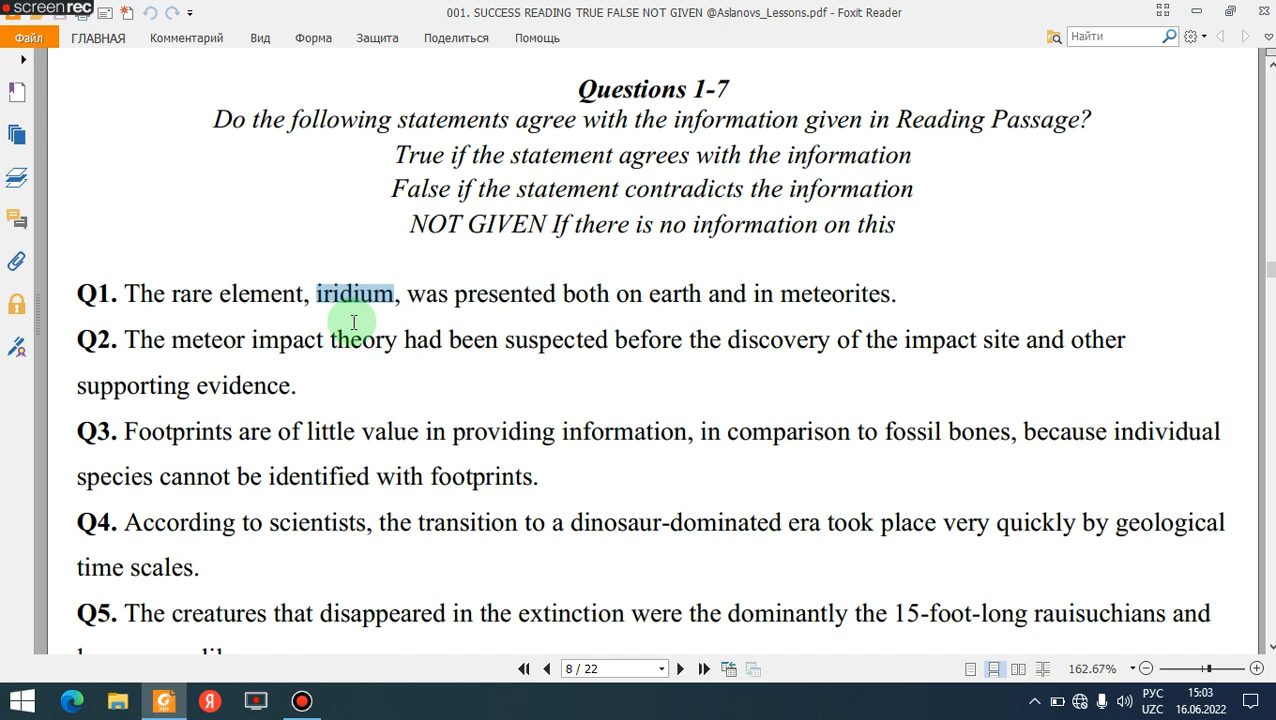 screenrec
001. SUCCESS READING TRUE FALSE NOT GIVEN @Aslanovs_Lessons.pdf - Foxit Reader
Файл ГЛАВНАЯ Комментарий Вид Форма Защита Поделиться Помощь Найти
Questions 1-7
Do the following statements agree with the information given in Reading Passage?
True if the statement agrees with the information
False if the statement contradicts the information
NOT GIVEN If there is no information on this
Q1. The rare element, iridium, was presented both on earth and in meteorites.
Q2. The meteor impact theory had been suspected before the discovery of the impact site and other
supporting evidence.
Q3. Footprints are of little value in providing information, in comparison to fossil bones, because individual
species cannot be identified with footprints.
Q4. According to scientists, the transition to a dinosaur-dominated era took place very quickly by geological
time scales.
Q5. The creatures that disappeared in the extinction were the dominantly the 15-foot-long rauisuchians and
8 / 22 162.67%
РУС 15:03
UZC 16.06.2022